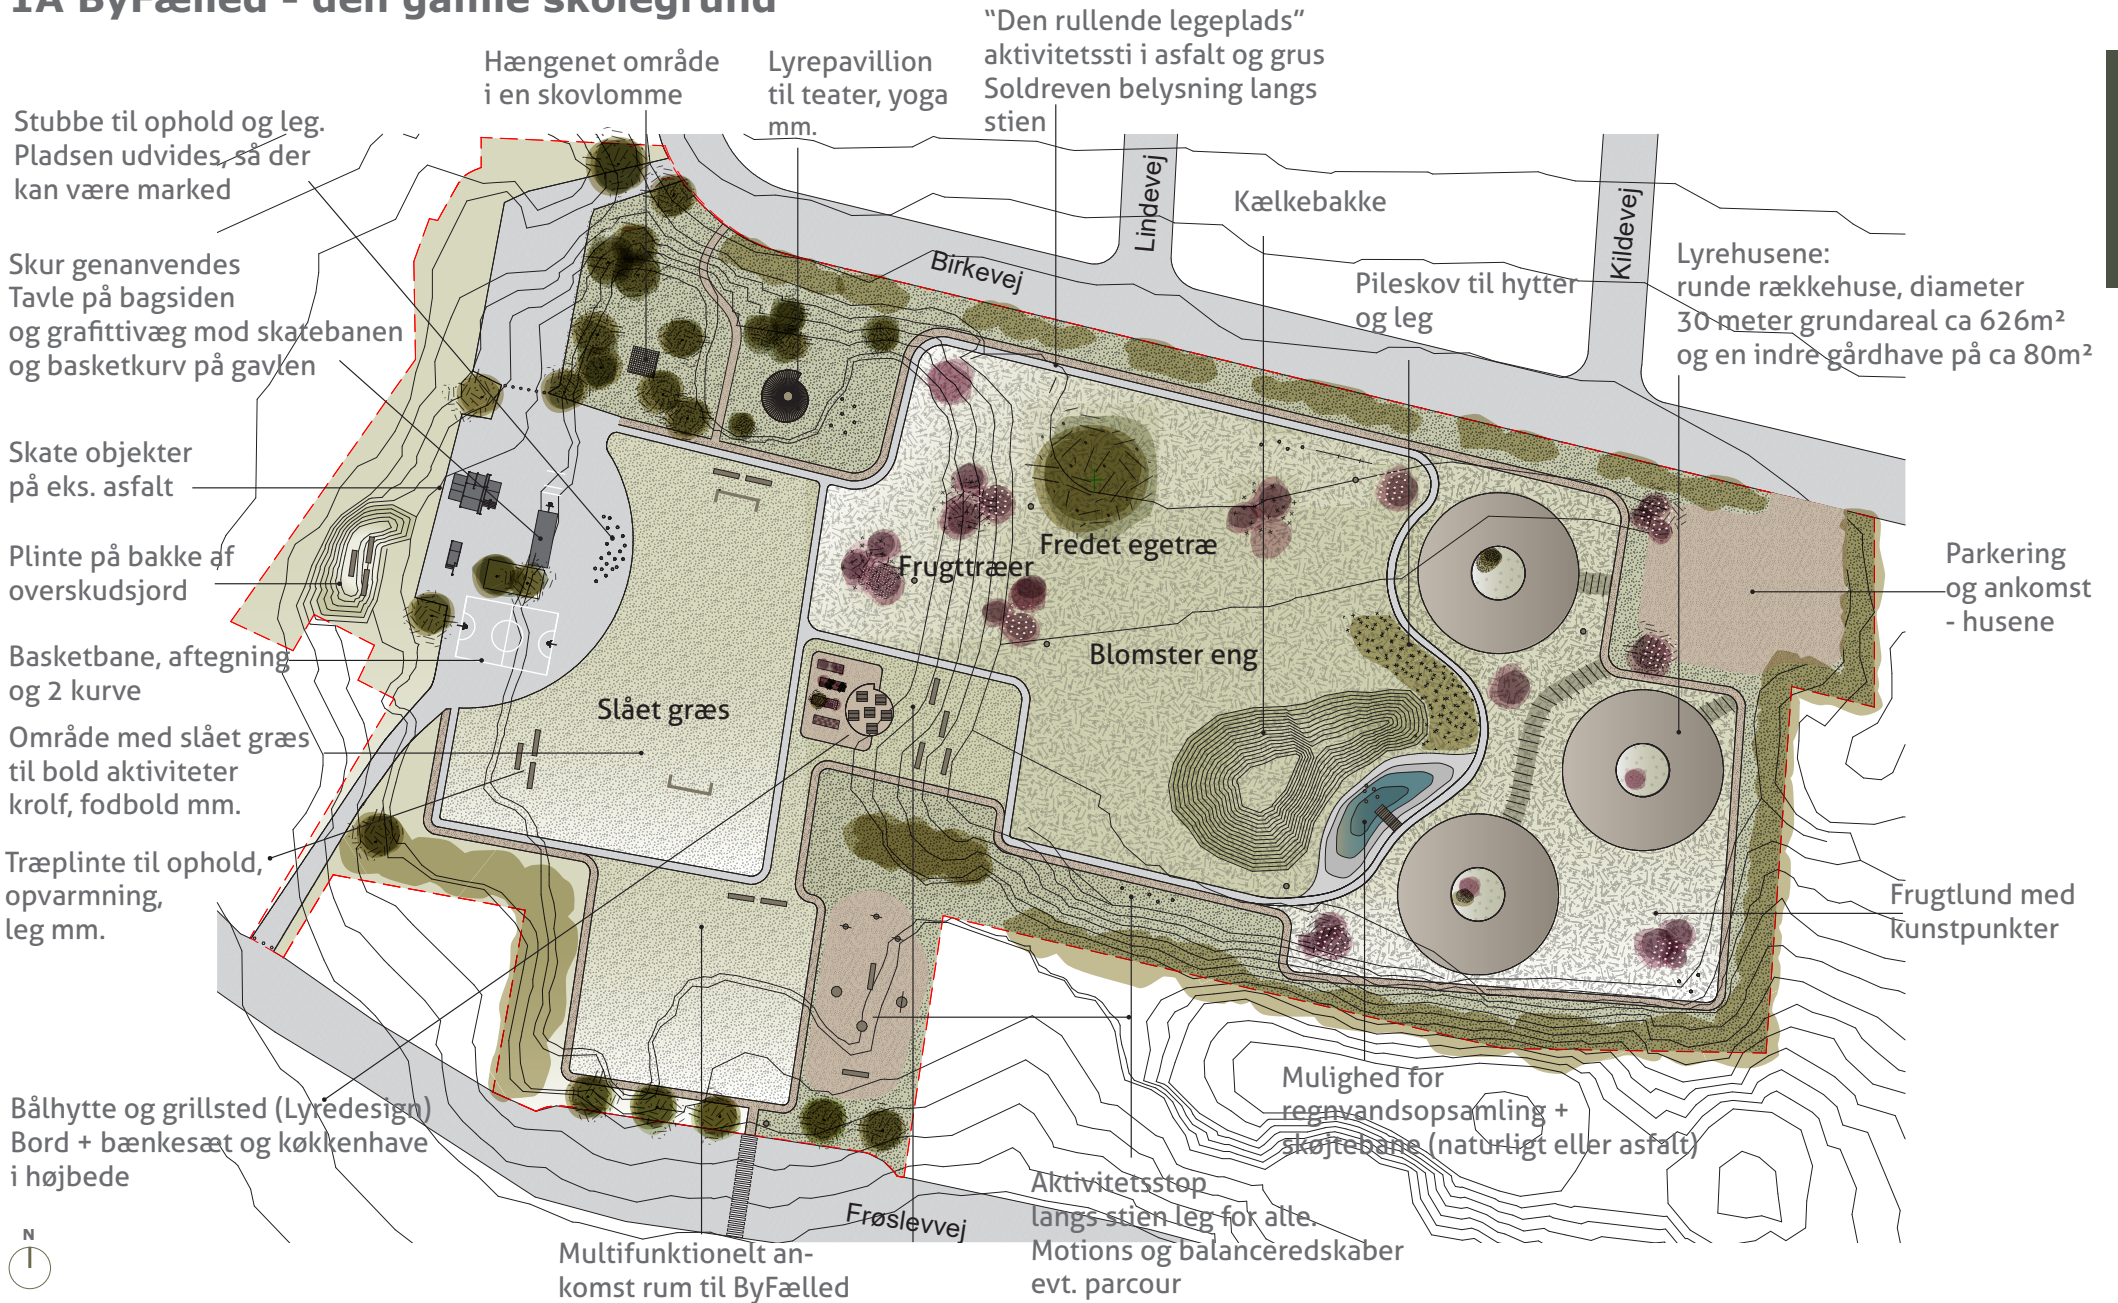 1A ByFælled - den gamle skolegrund
"Den rullende legeplads"
aktivitetssti i asfalt og grus
Soldreven belysning langs
stien
Hængenet område
i en skovlomme
Lyrepavillion
til teater, yoga
mm.
Stubbe til ophold og leg.
Pladsen udvides, så der
kan være marked
Lindevej
Kildevej
Birkevej
Kælkebakke
Pileskov til hytter
og leg
Lyrehusene:
runde rækkehuse, diameter
30 meter grundareal ca 626m²
og en indre gårdhave på ca 80m²
Skur genanvendes
Tavle på bagsiden
og grafittivæg mod skatebanen
og basketkurv på gavlen
Skate objekter
på eks. asfalt
Plinte på bakke af
overskudsjord
Fredet egetræ
Frugttræer
Blomster eng
Slået græs
Parkering
og ankomst
- husene
Basketbane, aftegning
og 2 kurve
Område med slået græs
til bold aktiviteter
krolf, fodbold mm.
Træplinte til ophold,
opvarmning,
leg mm.
Frugtlund med
kunstpunkter
Bålhytte og grillsted (Lyredesign)
Bord + bænkesæt og køkkenhave
i højbede
Mulighed for
regnvandsopsamling +
skøjtebane (naturligt eller asfalt)
Aktivitetsstop
langs stien leg for alle.
Motions og balanceredskaber
evt. parcour
Frøslevvej
Multifunktionelt an-
komst rum til ByFælled
N